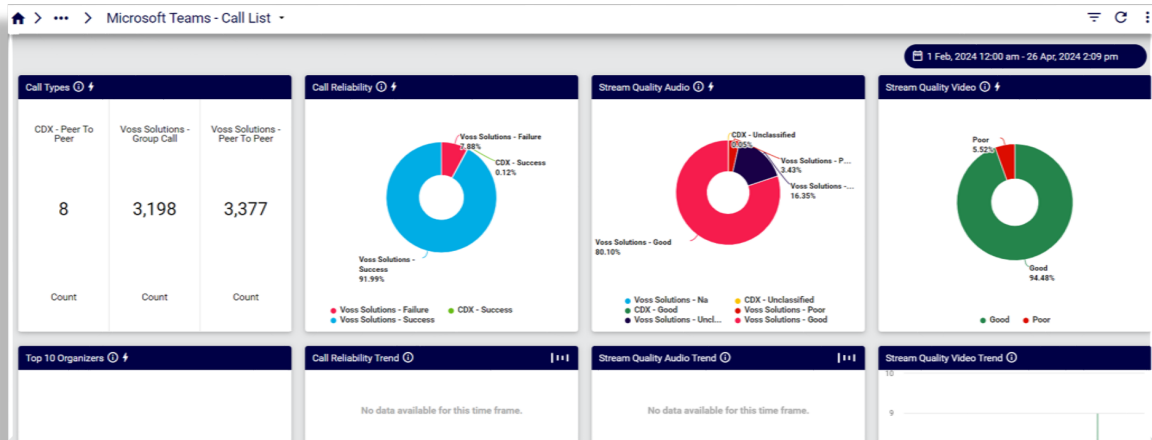 Microsoft Teams - Call List
1 Feb, 2024 12:00 am - 26 Apr, 2024 2:09 pm
Call Types
CDX - Peer To
Peer
Voss Solutions -
Group Call
Voss Solutions -
Peer To Peer
8
3,198
3,377
Count
Count
Count
Call Reliability
Voss Solutions - Failure
7.88%
CDX - Success
0.12%
Voss Solutions -
Success
91.99%
Voss Solutions - Failure
CDX - Success
Voss Solutions - Success
Stream Quality Audio
CDX - Unclassified
0.05%
Voss Solutions - P...
3.43%
Voss Solutions -...
16.35%
Voss Solutions - Good
80.10%
Voss Solutions - Na
CDX - Unclassified
CDX - Good
Voss Solutions - Poor
Voss Solutions - Uncl...
Voss Solutions - Good
Stream Quality Video
Poor
5.52%
Good
94.48%
Good
Poor
Top 10 Organizers
Call Reliability Trend
No data available for this time frame.
Stream Quality Audio Trend
No data available for this time frame.
Stream Quality Video Trend
10
9